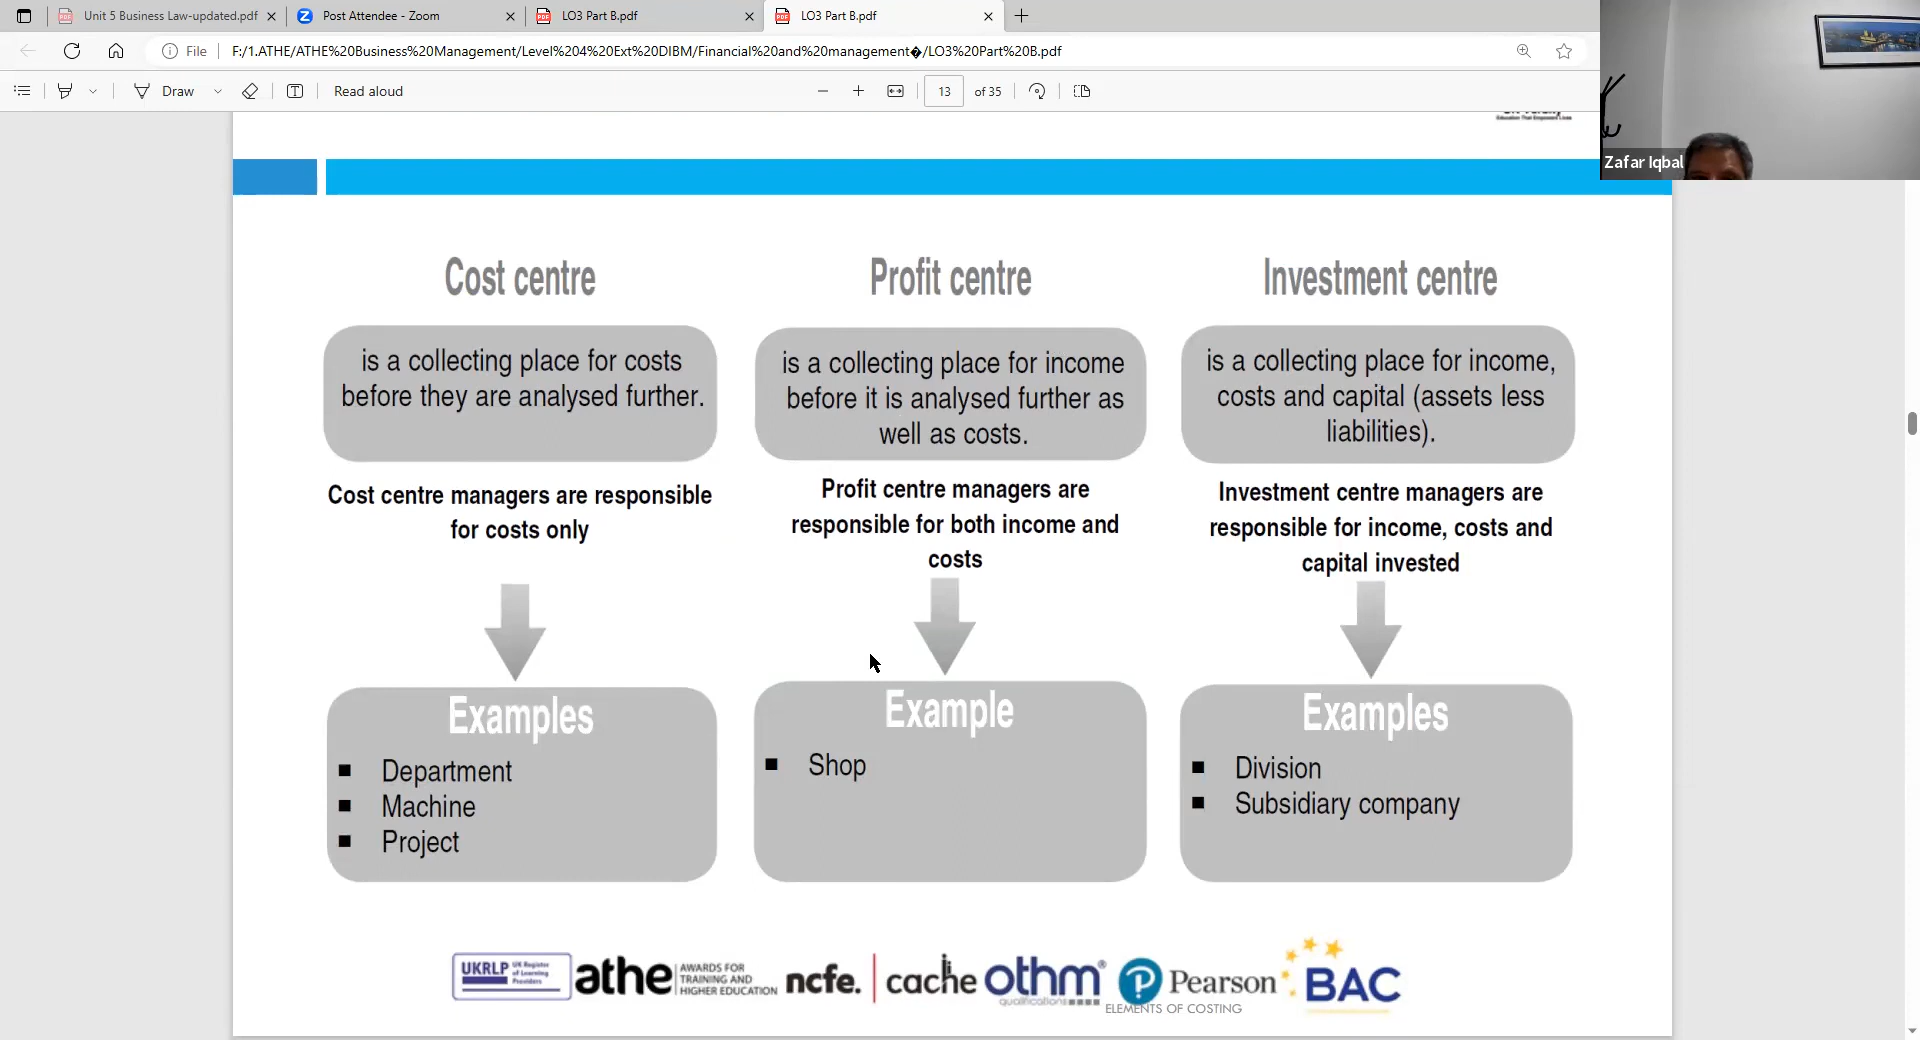 Unit 5 Business Law-updated.pdf
Post Attendee - Zoom
LO3 Part B.pdf
LO3 Part B.pdf
File
F:/1.ATHE/ATHE%20Business%20Management/Level%204%20Ext%20DIBM/Financial%20and%20management�/LO3%20Part%20B.pdf
Draw
Read aloud
13 of 35
Zafar Iqbal
Education That Empowers Lives
Cost centre
is a collecting place for costs
before they are analysed further.
Cost centre managers are responsible
for costs only
Examples
■ Department
■ Machine
■ Project
Profit centre
is a collecting place for income
before it is analysed further as
well as costs.
Profit centre managers are
responsible for both income and
costs
Example
■ Shop
Investment centre
is a collecting place for income,
costs and capital (assets less
liabilities).
Investment centre managers are
responsible for income, costs and
capital invested
Examples
■ Division
■ Subsidiary company
UKRLP UK Register
of Learning
Providers
athe AWARDS FOR
TRAINING AND
HIGHER EDUCATION
ncfe.
cache
othm
qualifications
Pearson
BAC
ELEMENTS OF COSTING